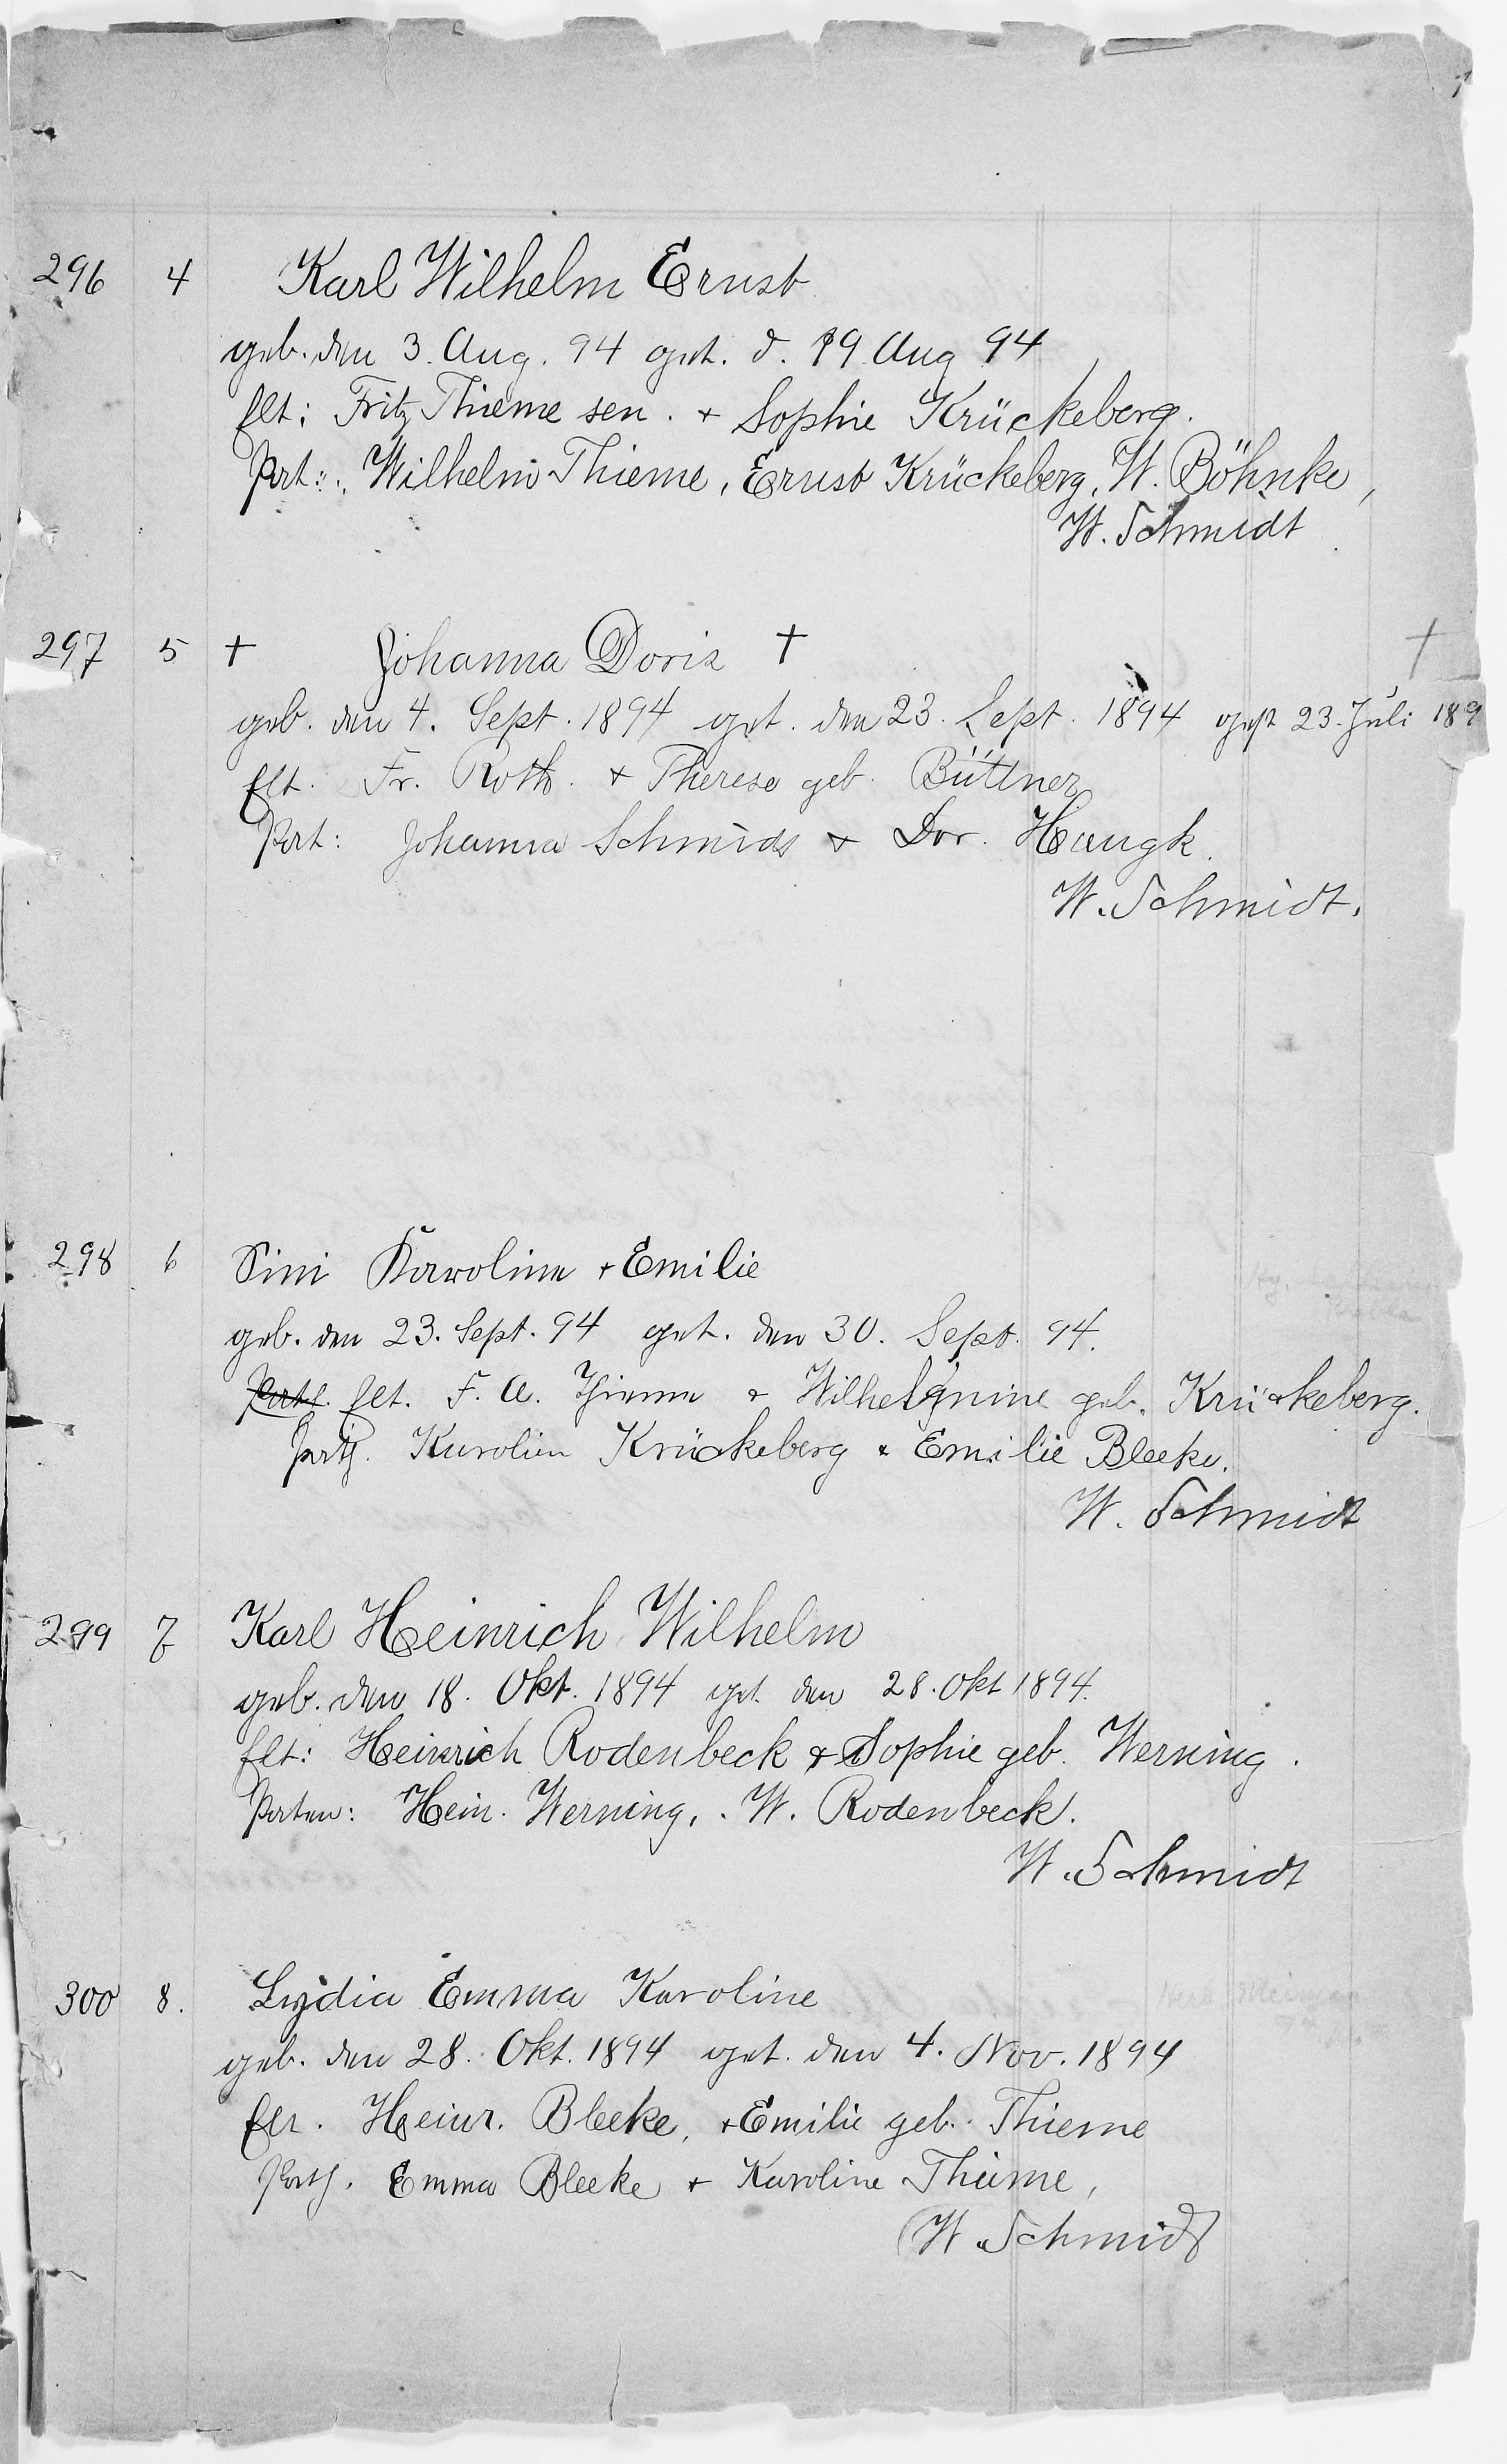 296 4 Karl Wilhelm Ernst
geb. den 3. Aug. 94 get. d. 19 Aug 94
Elt: Fritz Thieme sen. + Sophie Krückeberg.
Pat:. Wilhelm Thieme, Ernst Krückeberg, W. Böhnke,
W. Schmidt
297 5 + Johanna Doris + +
geb. den 4. Sept. 1894 get. den 23. Sept. 1894 gest 23. Juli 189
Elt. Fr. Roth. + Therese geb. Büttner
Pat: Johanna Schmidt + Dor. Haugk.
W. Schmidt.
298 6 Sini Karoline + Emilie
geb. den 23. Sept. 94 get. den 30. Sept. 94.
Elt. F. A. Thieme + Wilhelmine geb. Krückeberg.
Path. Karoline Krückeberg + Emilie Bleeke.
W. Schmidt
299 7 Karl Heinrich Wilhelm
geb. den 18. Okt. 1894 get. den 28. Okt 1894.
Elt: Heinrich Rodenbeck + Sophie geb. Werning.
Paten: Hein. Werning, . W. Rodenbeck.
W. Schmidt
300 8. Lydia Emma Karoline
geb. den 28. Okt. 1894 get. den 4. Nov. 1894
Elt. Heinr. Bleeke, + Emilie geb. Thieme
Path. Emma Bleeke + Karoline Thieme,
W. Schmidt